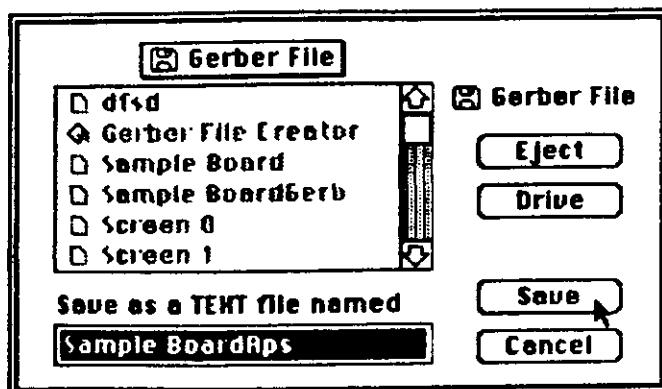 Gerber File
dfsd
Gerber File Creator
Sample Board
Sample BoardGerb
Screen 0
Screen 1
Gerber File
Eject
Drive
Save as a TEXT file named
Sample BoardAps
Save
Cancel